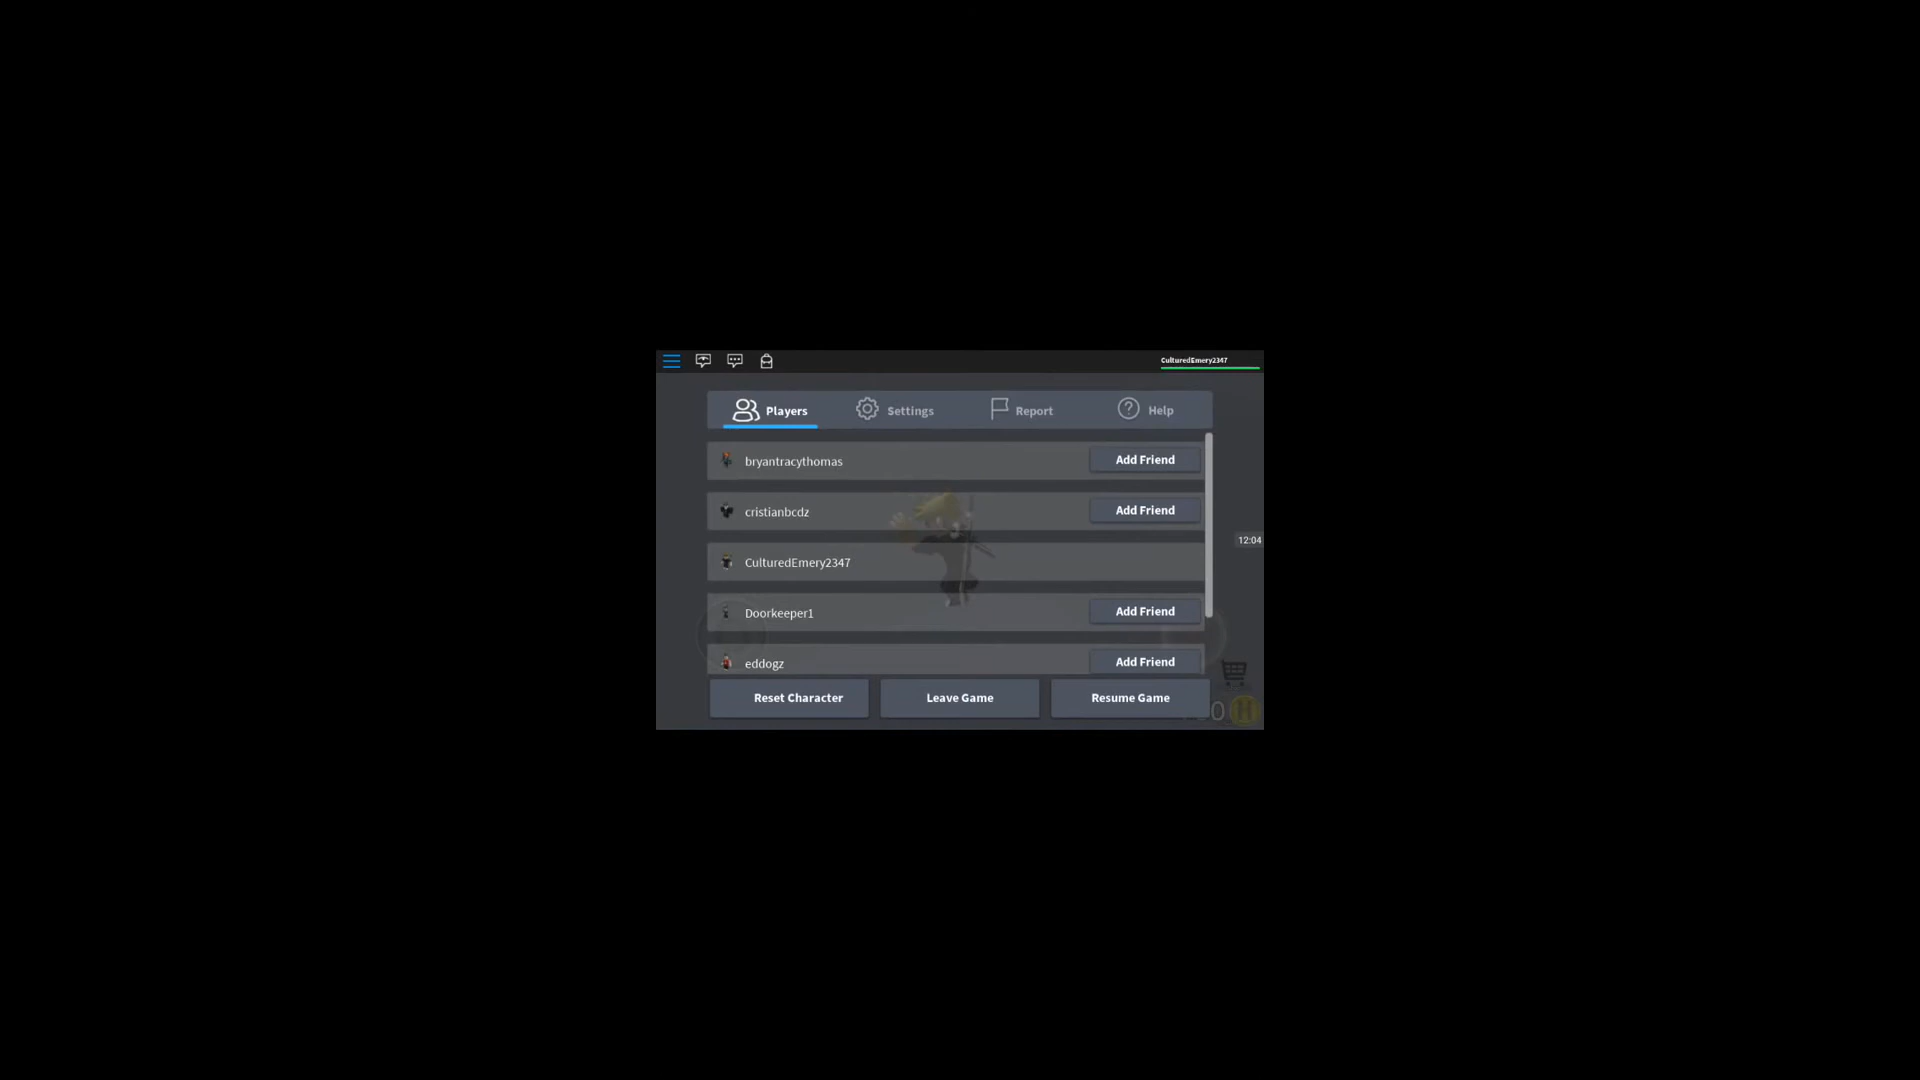 CulturedEmery2347
Players Settings Report Help
bryantracythomas Add Friend
cristianbcdz Add Friend
12:04
CulturedEmery2347
Doorkeeper1 Add Friend
eddogz Add Friend
Reset Character Leave Game Resume Game